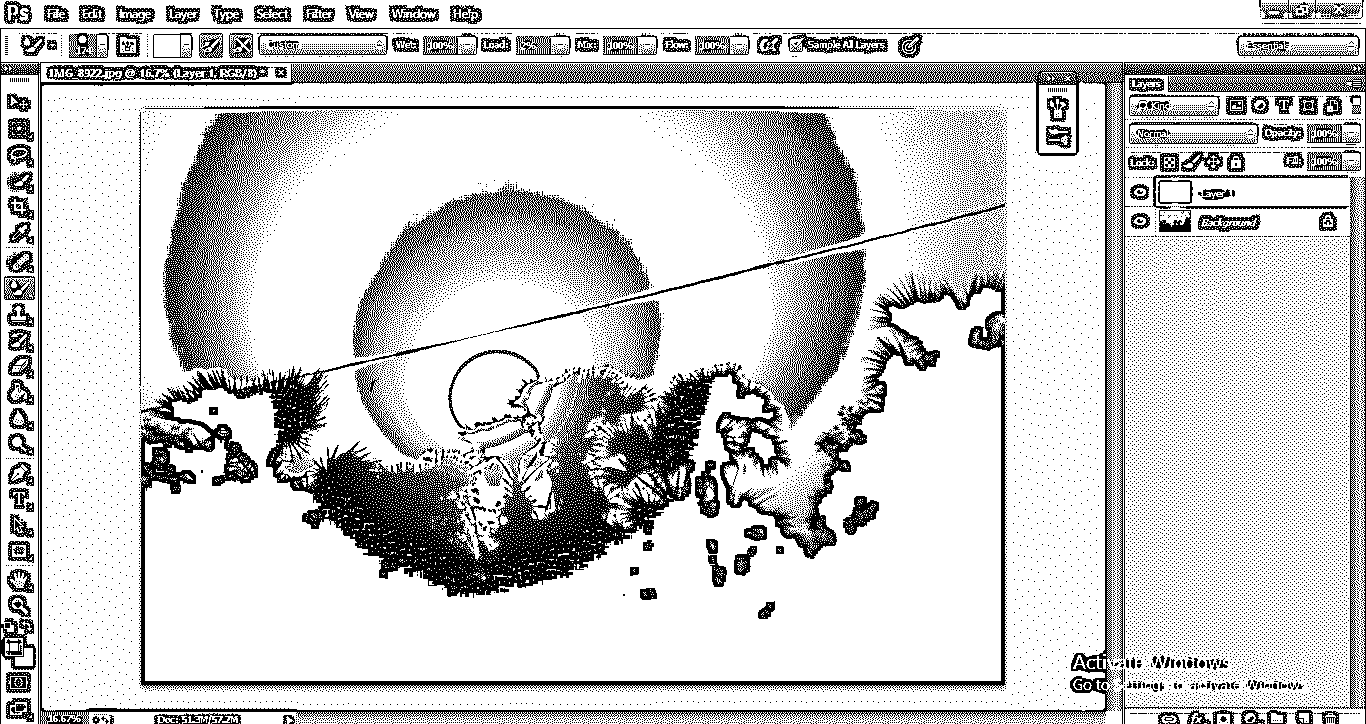 Ps File Edit Image Layer Type Select Filter View Window Help
Custom Wet: 100% Load: Mix: 100% Flow: 100% Sample All Layers Essentials
IMG_8922.jpg @ 16.7% (Layer 1, RGB/8) *
Layers
Kind
Normal Opacity: 100%
Lock: Fill: 100%
Layer 1
Background
Activate Windows
Go to Settings to activate Windows.
16.67% Doc: 51.3M/57.2M